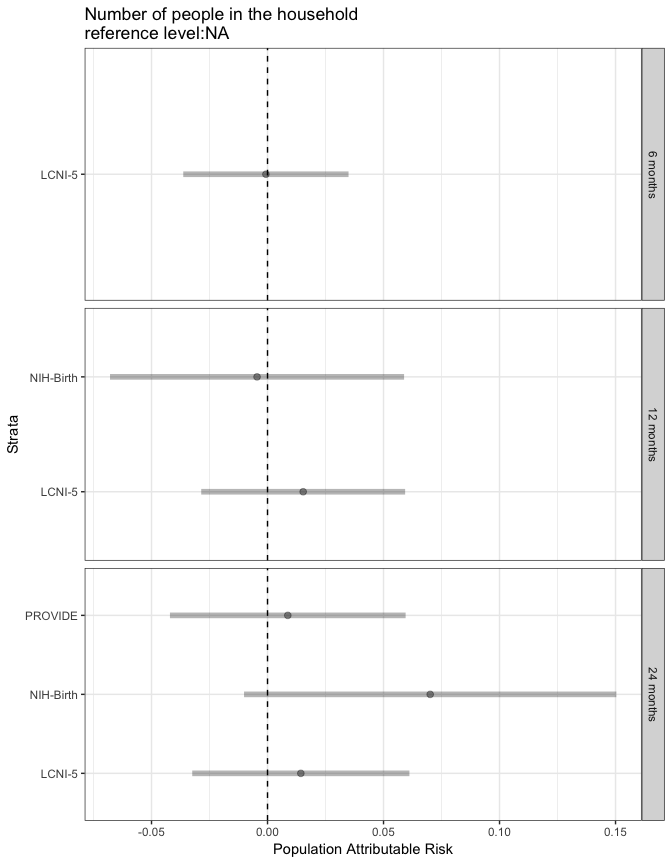 Number of people in the household
reference level:NA
LCNI-5
6 months
NIH-Birth
LCNI-5
12 months
Strata
PROVIDE
NIH-Birth
LCNI-5
24 months
-0.05
0.00
0.05
0.10
0.15
Population Attributable Risk